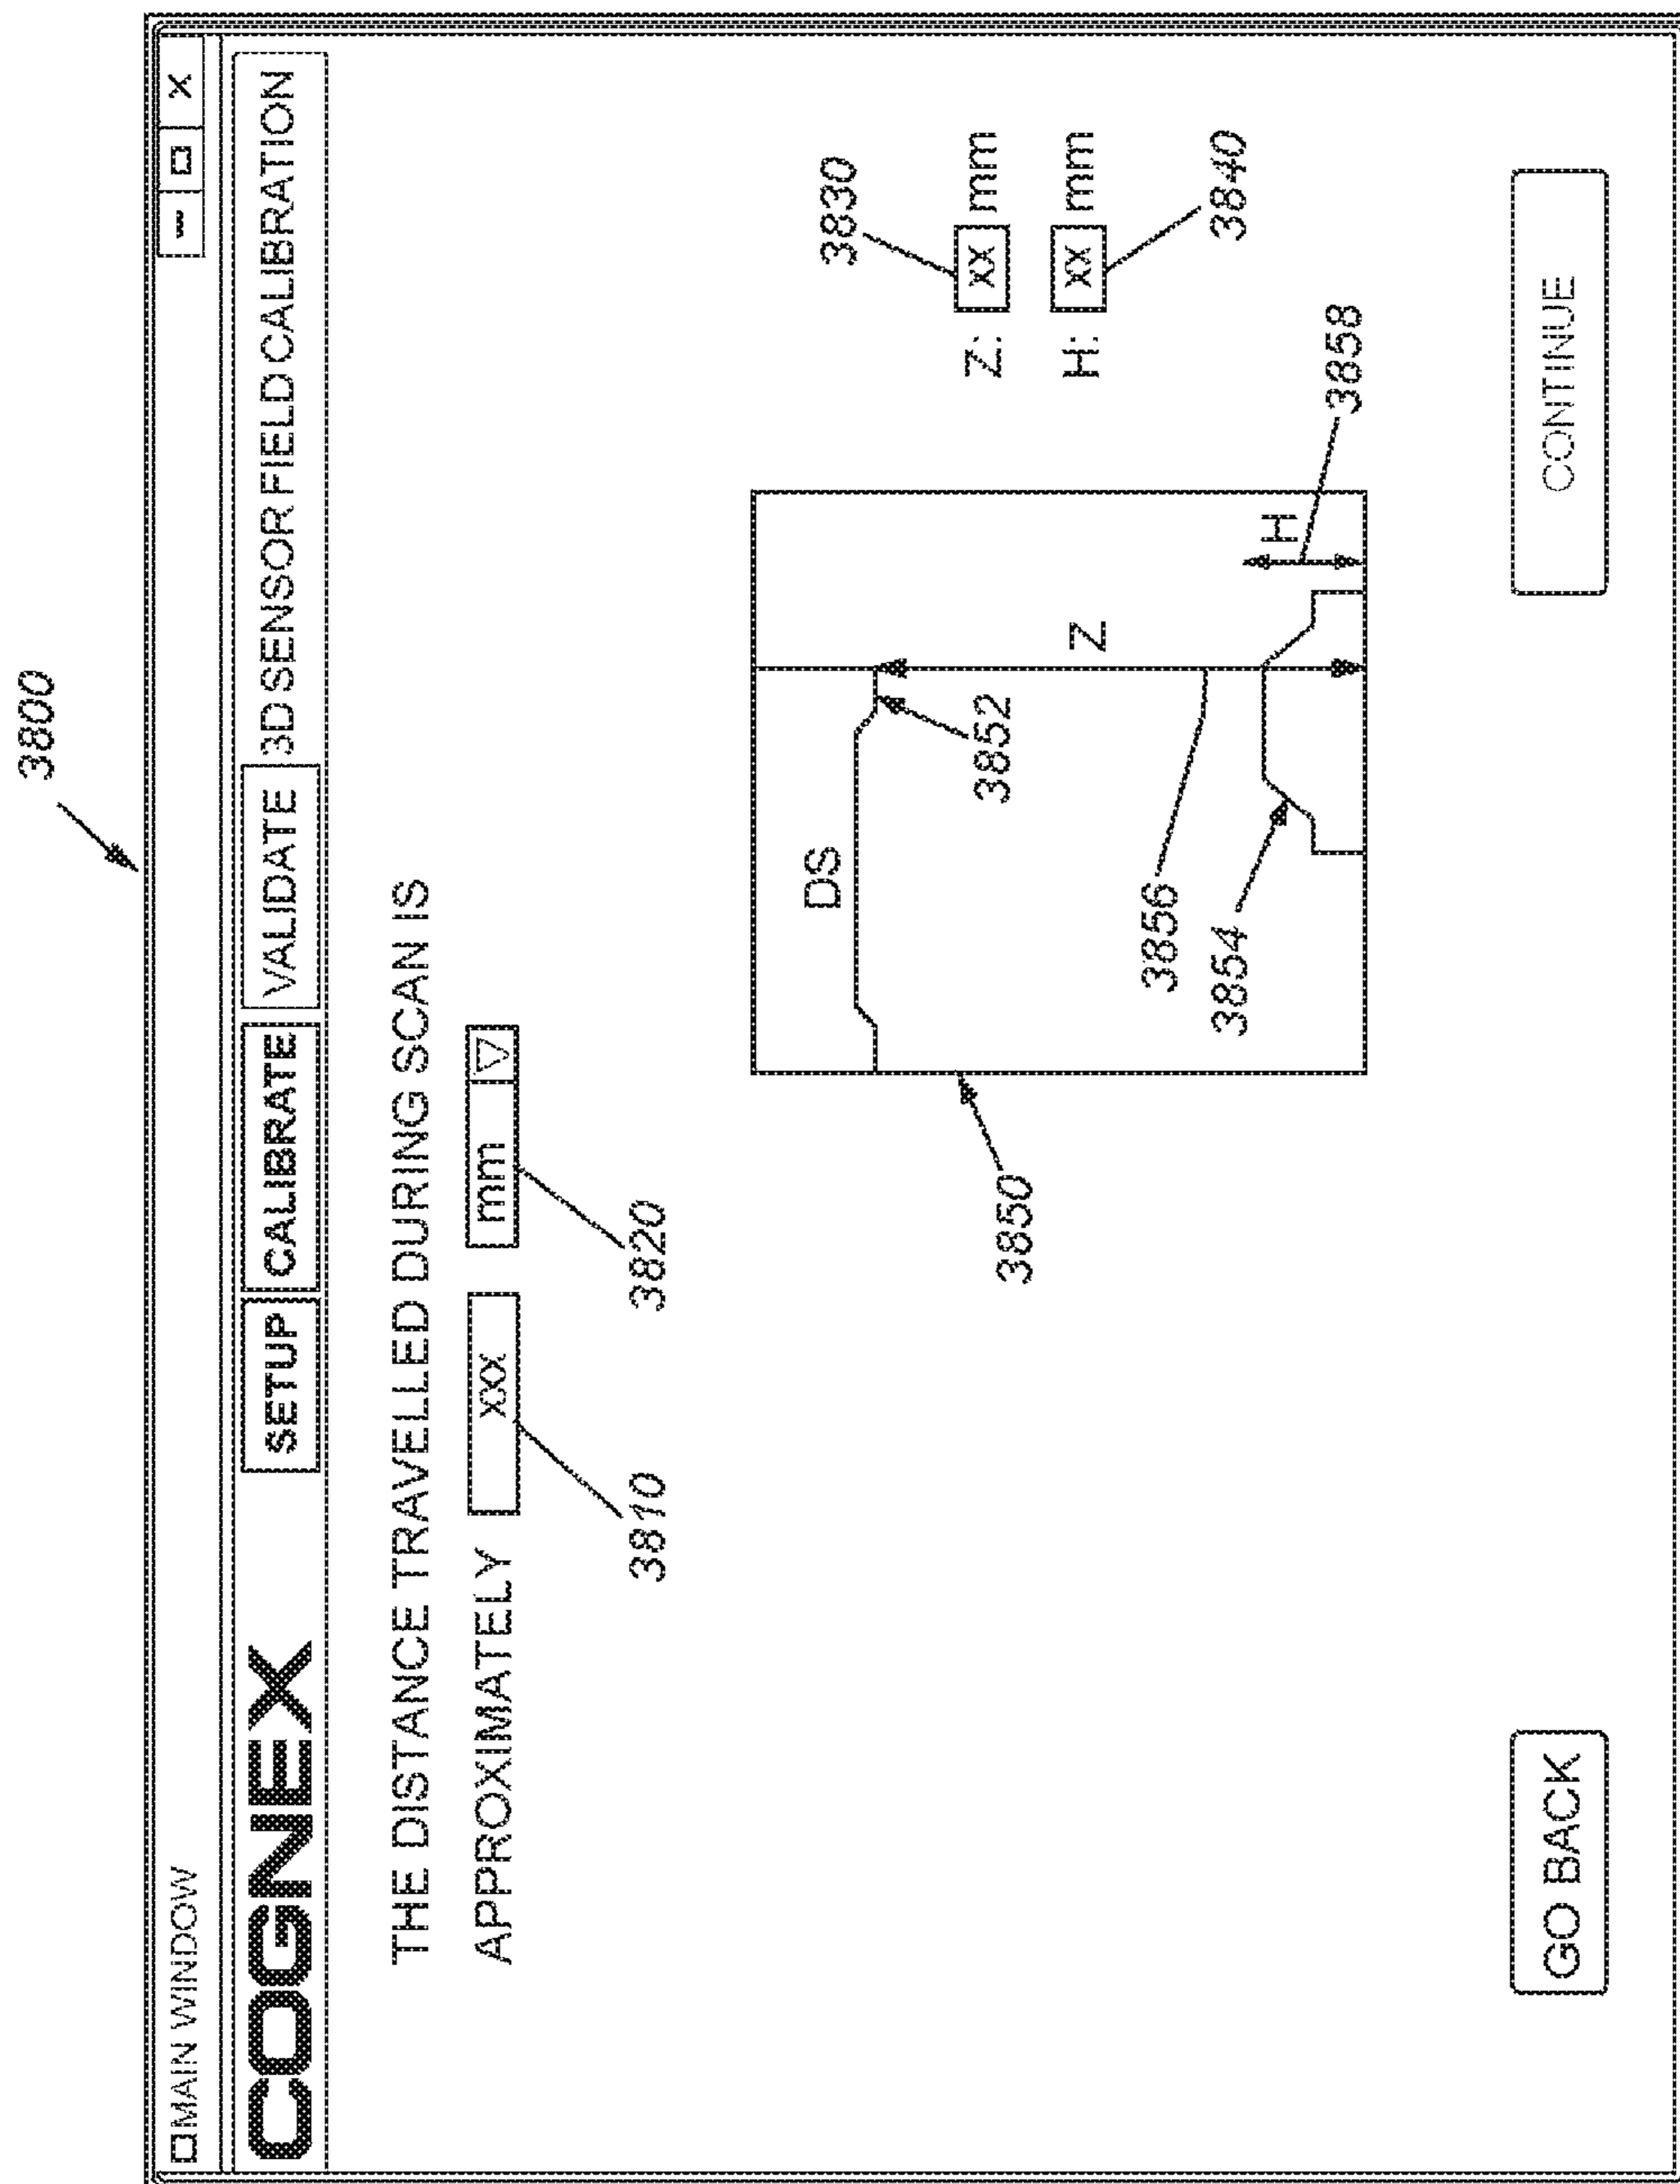 3800
MAIN WINDOW
COGNEX
SETUP
CALIBRATE
VALIDATE
3D SENSOR FIELD CALIBRATION
THE DISTANCE TRAVELLED DURING SCAN IS
APPROXIMATELY xxx mm
3810
3820
3850
DS
3852
3856
3854
Z
H
3858
3830
Z: xx mm
H: xx mm
3840
GO BACK
CONTINUE